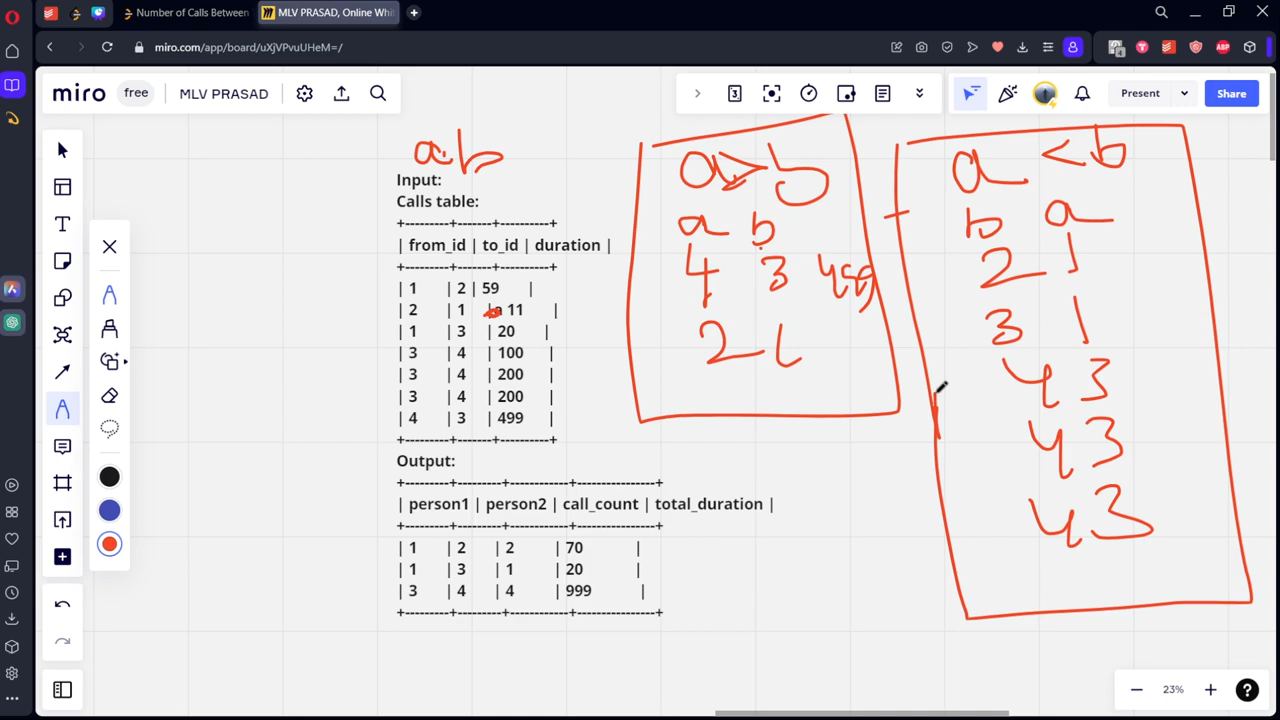 Number of Calls Between
MLV PRASAD, Online Whi
miro.com/app/board/uXjVPvuUHeM=/
miro
free
MLV PRASAD
3
Present
Share
a b
Input:
Calls table:
+---------+-------+----------+
| from_id | to_id | duration |
+---------+-------+----------+
| 1 | 2 | 59 |
| 2 | 1 | 11 |
| 1 | 3 | 20 |
| 3 | 4 | 100 |
| 3 | 4 | 200 |
| 3 | 4 | 200 |
| 4 | 3 | 499 |
+---------+-------+----------+
Output:
+---------+---------+------------+----------------+
| person1 | person2 | call_count | total_duration |
+---------+---------+------------+----------------+
| 1 | 2 | 2 | 70 |
| 1 | 3 | 1 | 20 |
| 3 | 4 | 4 | 999 |
+---------+---------+------------+----------------+
a > b
a b
4 3 499
2 1
a < b
b a
2 1
3 1
4 3
4 3
4 3
23%
ABP